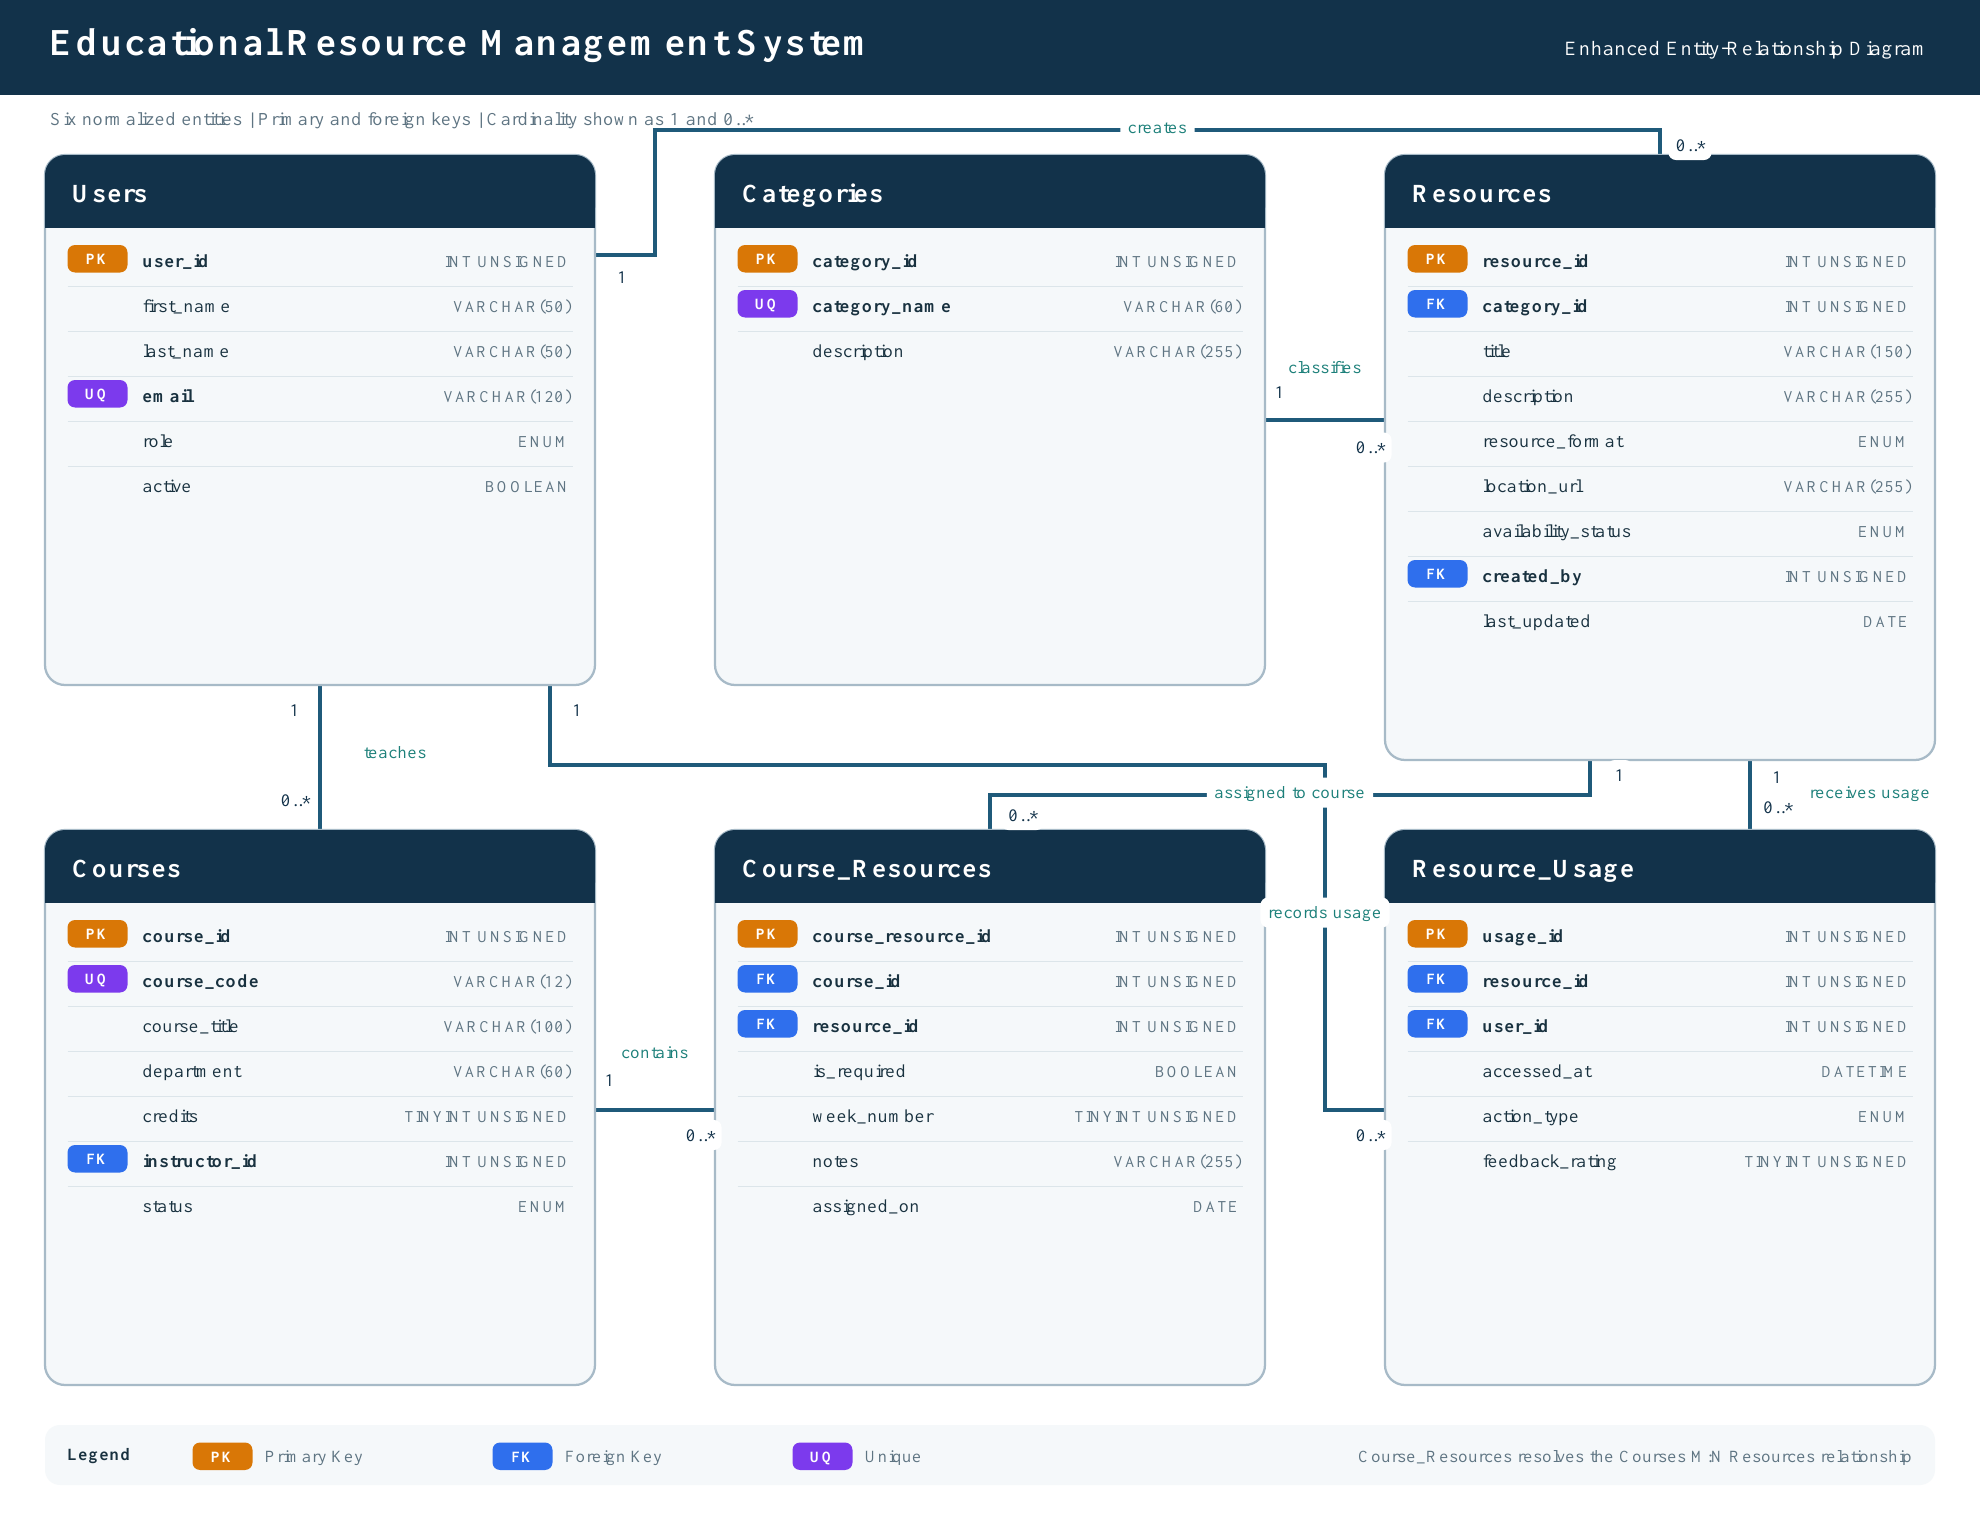 Educational Resource Management System
Enhanced Entity-Relationship Diagram
Six normalized entities | Primary and foreign keys | Cardinality shown as 1 and 0..*
creates
0..*
1
Users
PK user_id INT UNSIGNED
first_name VARCHAR(50)
last_name VARCHAR(50)
UQ email VARCHAR(120)
role ENUM
active BOOLEAN
Categories
PK category_id INT UNSIGNED
UQ category_name VARCHAR(60)
description VARCHAR(255)
classifies
1
0..*
Resources
PK resource_id INT UNSIGNED
FK category_id INT UNSIGNED
title VARCHAR(150)
description VARCHAR(255)
resource_format ENUM
location_url VARCHAR(255)
availability_status ENUM
FK created_by INT UNSIGNED
last_updated DATE
1
teaches
0..*
1
assigned to course
0..*
1
1
receives usage
0..*
records usage
0..*
Courses
PK course_id INT UNSIGNED
UQ course_code VARCHAR(12)
course_title VARCHAR(100)
department VARCHAR(60)
credits TINYINT UNSIGNED
FK instructor_id INT UNSIGNED
status ENUM
contains
1
0..*
Course_Resources
PK course_resource_id INT UNSIGNED
FK course_id INT UNSIGNED
FK resource_id INT UNSIGNED
is_required BOOLEAN
week_number TINYINT UNSIGNED
notes VARCHAR(255)
assigned_on DATE
Resource_Usage
PK usage_id INT UNSIGNED
FK resource_id INT UNSIGNED
FK user_id INT UNSIGNED
accessed_at DATETIME
action_type ENUM
feedback_rating TINYINT UNSIGNED
Legend
PK Primary Key
FK Foreign Key
UQ Unique
Course_Resources resolves the Courses M:N Resources relationship